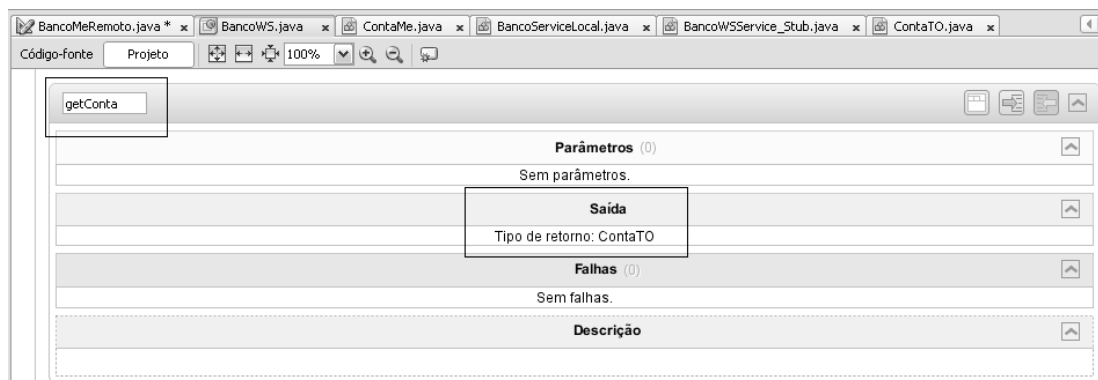 BancoMeRemoto.java * x BancoWS.java x ContaMe.java x BancoServiceLocal.java x BancoWSService_Stub.java x ContaTO.java x
Código-fonte Projeto 100%
getConta
Parâmetros (0)
Sem parâmetros.
Saída
Tipo de retorno: ContaTO
Falhas (0)
Sem falhas.
Descrição